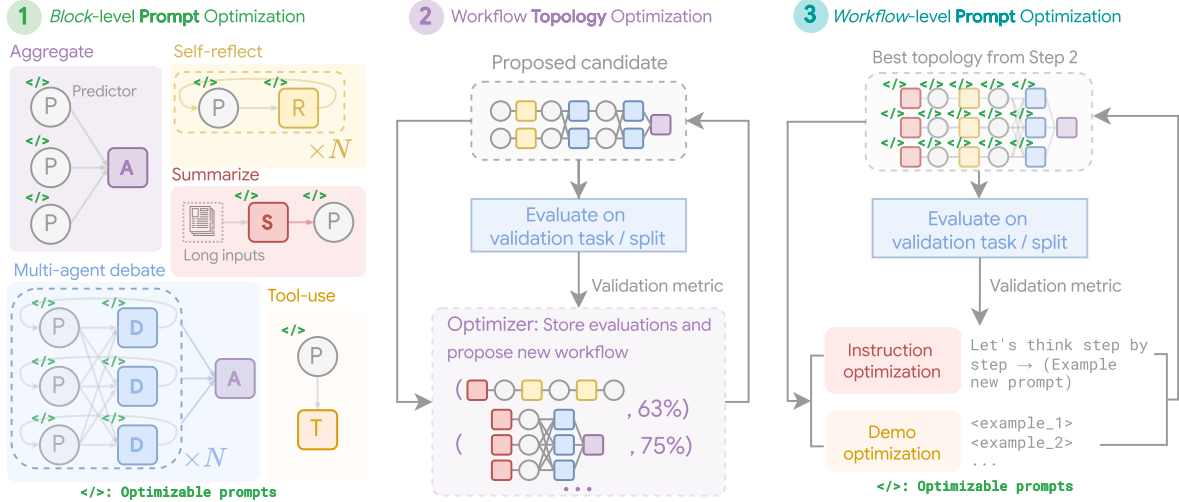 1 Block-level Prompt Optimization
Aggregate
Self-reflect
</>
P
Predictor
</>
P
</>
P
A
</>
</>
P
R
×N
Summarize
</>
</>
S
P
Long inputs
Multi-agent debate
</>
</>
P
D
</>
</>
P
D
</>
</>
P
D
A
×N
Tool-use
</>
P
T
</>: Optimizable prompts
2 Workflow Topology Optimization
Proposed candidate
Evaluate on
validation task / split
Validation metric
Optimizer: Store evaluations and
propose new workflow
(
, 63%)
(
, 75%)
...
3 Workflow-level Prompt Optimization
Best topology from Step 2
</> </> </> </> </>
</> </> </> </> </>
</> </> </> </> </>
Evaluate on
validation task / split
Validation metric
Instruction
optimization
Let's think step by
step → (Example
new prompt)
Demo
optimization
<example_1>
<example_2>
...
</>: Optimizable prompts